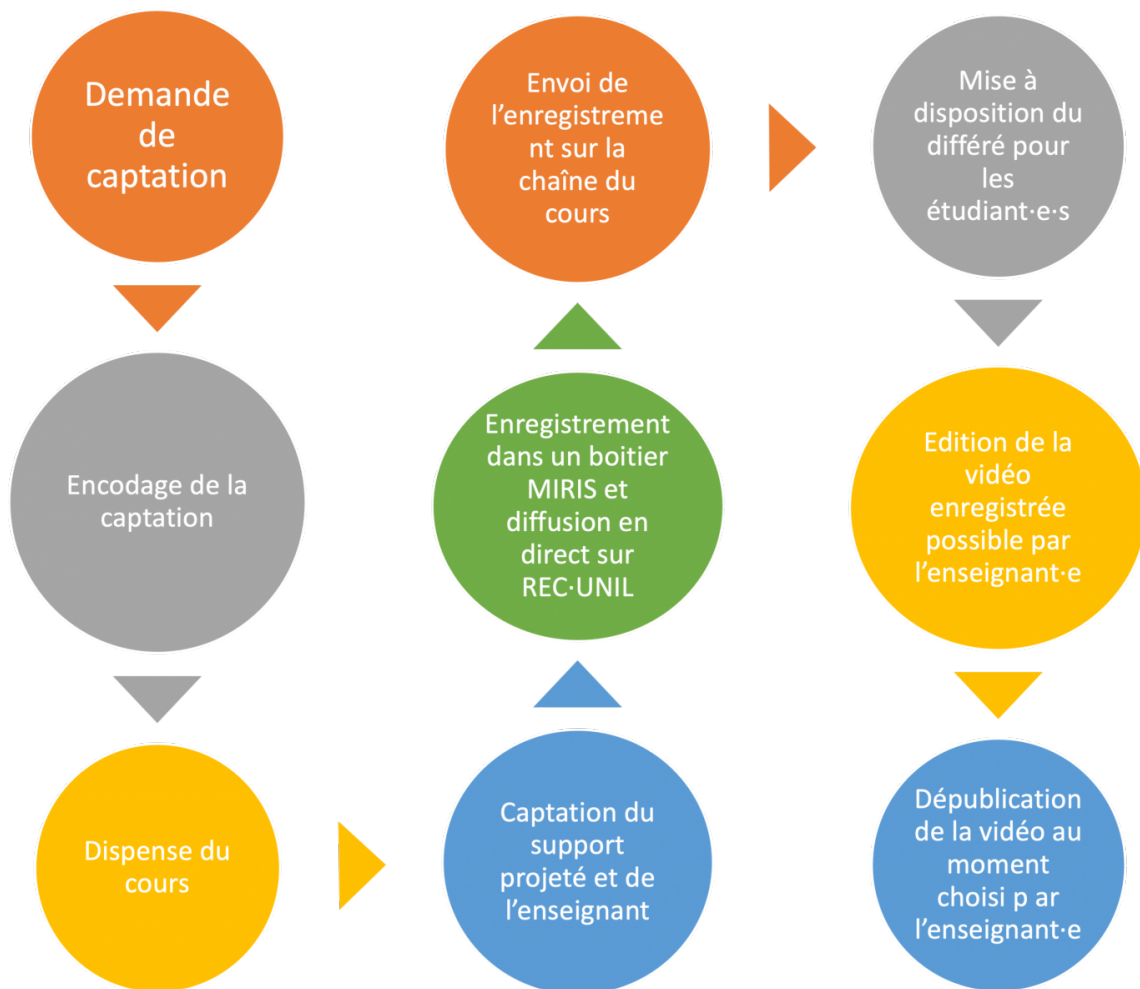 Demande
de
captation
Encodage de la
captation
Dispense du
cours
Captation du
support
projeté et de
l’enseignant
Enregistrement
dans un boitier
MIRIS et
diffusion en
direct sur
REC·UNIL
Envoi de
l’enregistreme
nt sur la
chaîne du
cours
Mise à
disposition du
différé pour
les
étudiant·e·s
Edition de la
vidéo
enregistrée
possible par
l’enseignant·e
Dépublication
de la vidéo au
moment
choisi p ar
l’enseignant·e